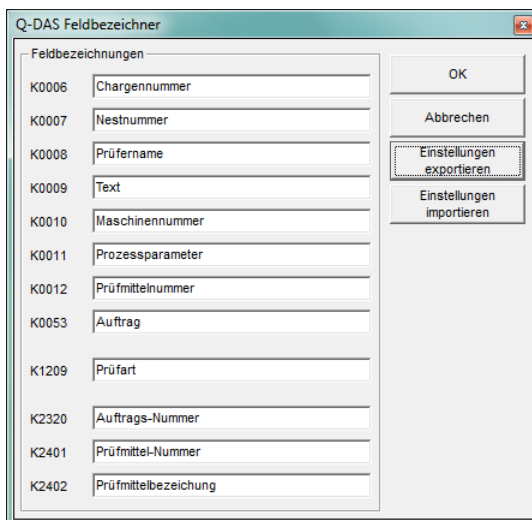 Q-DAS Feldbezeichner
Feldbezeichnungen
K0006 Chargennummer
K0007 Nestnummer
K0008 Prüfername
K0009 Text
K0010 Maschinennummer
K0011 Prozessparameter
K0012 Prüfmittelnummer
K0053 Auftrag
K1209 Prüfart
K2320 Auftrags-Nummer
K2401 Prüfmittel-Nummer
K2402 Prüfmittelbezeichung
OK
Abbrechen
Einstellungen
exportieren
Einstellungen
importieren